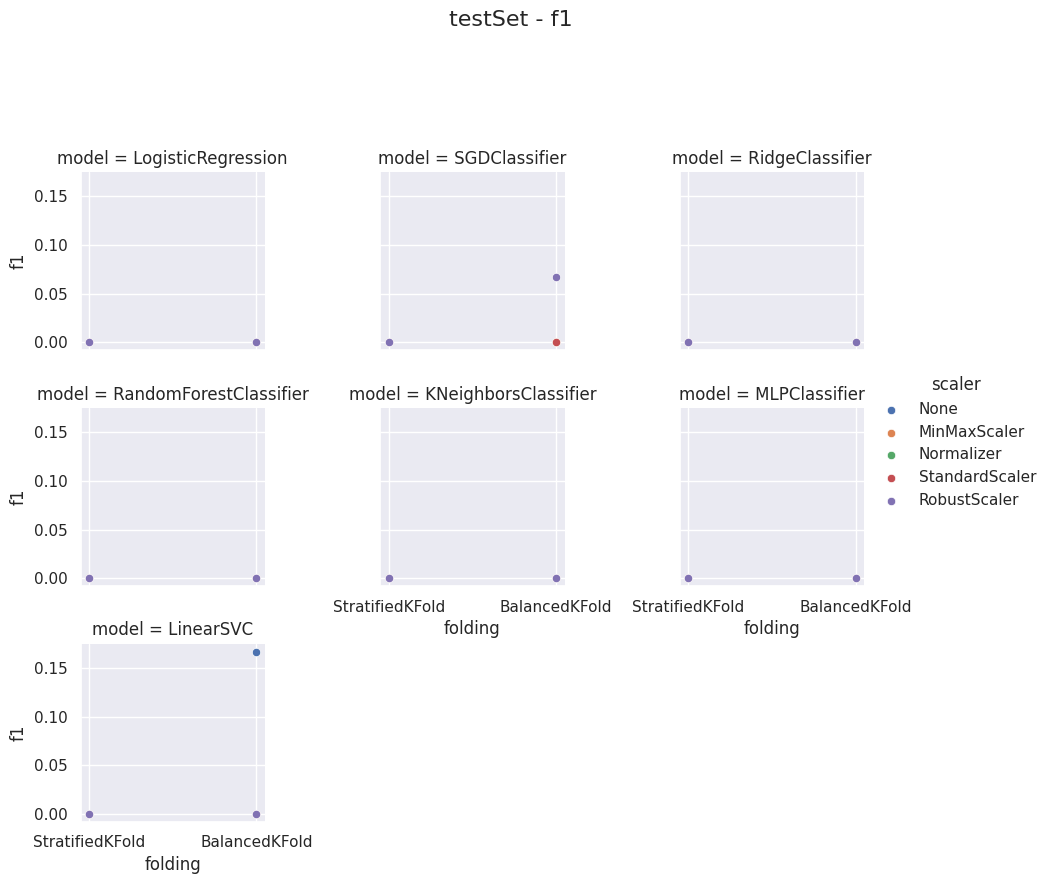 testSet - f1
model = LogisticRegression
model = SGDClassifier
model = RidgeClassifier
0.15
0.10
0.05
0.00
f1
model = RandomForestClassifier
model = KNeighborsClassifier
model = MLPClassifier
0.15
0.10
0.05
0.00
f1
StratifiedKFold
BalancedKFold
folding
StratifiedKFold
BalancedKFold
folding
scaler
None
MinMaxScaler
Normalizer
StandardScaler
RobustScaler
model = LinearSVC
0.15
0.10
0.05
0.00
f1
StratifiedKFold
BalancedKFold
folding